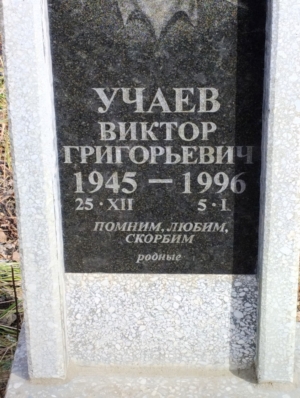 УЧАЕВ
ВИКТОР
ГРИГОРЬЕВИЧ
1945 — 1996
25 · XII 5 · I
ПОМНИМ, ЛЮБИМ,
СКОРБИМ
родные